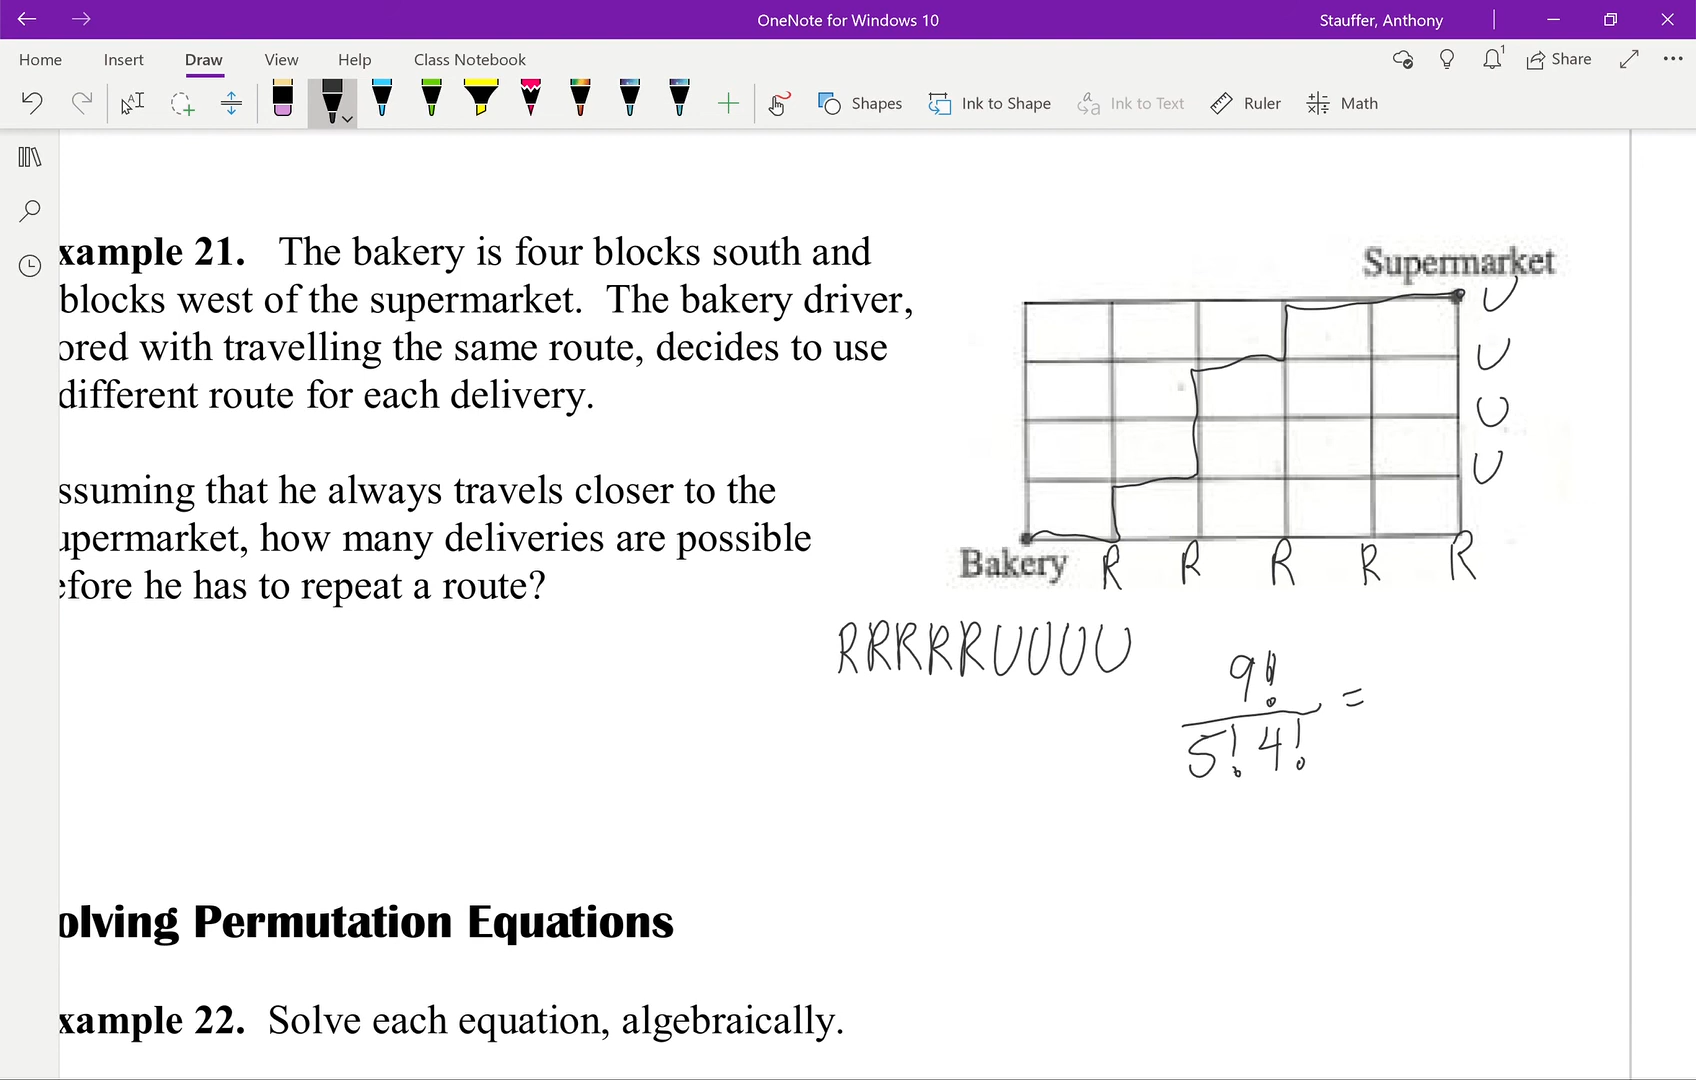 OneNote for Windows 10
Stauffer, Anthony
Home Insert Draw View Help Class Notebook
1 Share
Shapes Ink to Shape Ink to Text Ruler Math
xample 21. The bakery is four blocks south and
blocks west of the supermarket. The bakery driver,
ored with travelling the same route, decides to use
different route for each delivery.
ssuming that he always travels closer to the
upermarket, how many deliveries are possible
efore he has to repeat a route?
Supermarket
U
U
U
U
Bakery R R R R R
RRRRRUUUU
9!
5! 4! =
olving Permutation Equations
xample 22. Solve each equation, algebraically.